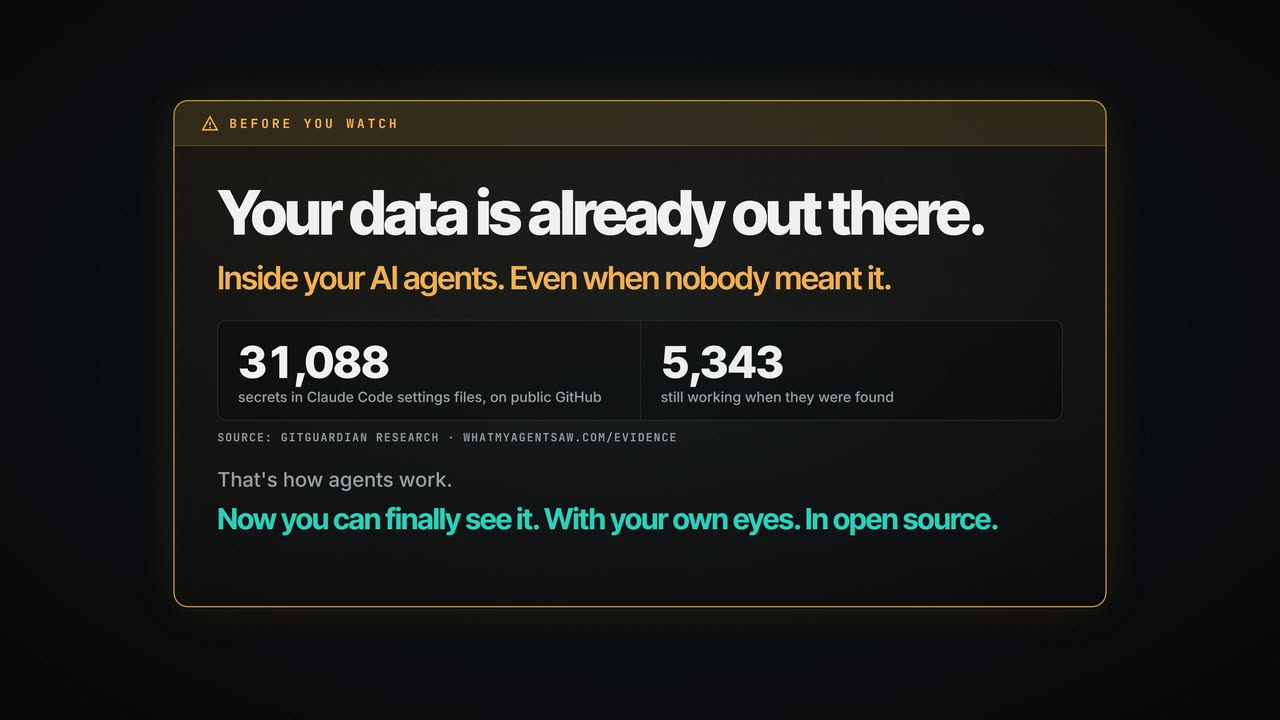 BEFORE YOU WATCH
Your data is already out there.
Inside your AI agents. Even when nobody meant it.
31,088
secrets in Claude Code settings files, on public GitHub
5,343
still working when they were found
SOURCE: GITGUARDIAN RESEARCH · WHATMYAGENTSAW.COM/EVIDENCE
That's how agents work.
Now you can finally see it. With your own eyes. In open source.